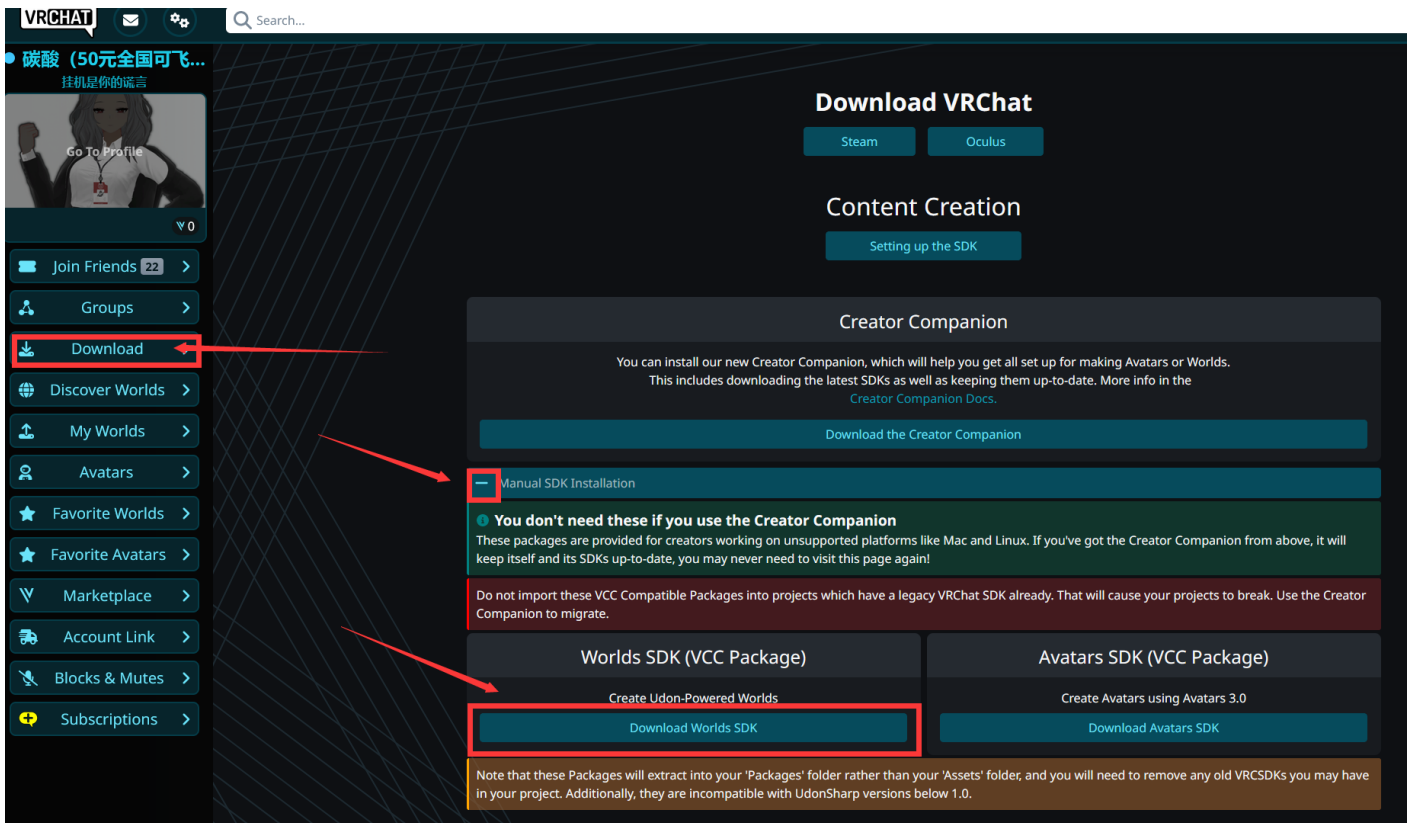 VRCHAT
Search...
碳酸（50元全国可飞...
挂机是你的谎言
Go To Profile
0
Join Friends 22
Groups
Download
Discover Worlds
My Worlds
Avatars
Favorite Worlds
Favorite Avatars
Marketplace
Account Link
Blocks & Mutes
Subscriptions
Download VRChat
Steam
Oculus
Content Creation
Setting up the SDK
Creator Companion
You can install our new Creator Companion, which will help you get all set up for making Avatars or Worlds.
This includes downloading the latest SDKs as well as keeping them up-to-date. More info in the
Creator Companion Docs.
Download the Creator Companion
Manual SDK Installation
You don't need these if you use the Creator Companion
These packages are provided for creators working on unsupported platforms like Mac and Linux. If you've got the Creator Companion from above, it will
keep itself and its SDKs up-to-date, you may never need to visit this page again!
Do not import these VCC Compatible Packages into projects which have a legacy VRChat SDK already. That will cause your projects to break. Use the Creator
Companion to migrate.
Worlds SDK (VCC Package)
Create Udon-Powered Worlds
Download Worlds SDK
Avatars SDK (VCC Package)
Create Avatars using Avatars 3.0
Download Avatars SDK
Note that these Packages will extract into your 'Packages' folder rather than your 'Assets' folder, and you will need to remove any old VRCSDKs you may have
in your project. Additionally, they are incompatible with UdonSharp versions below 1.0.